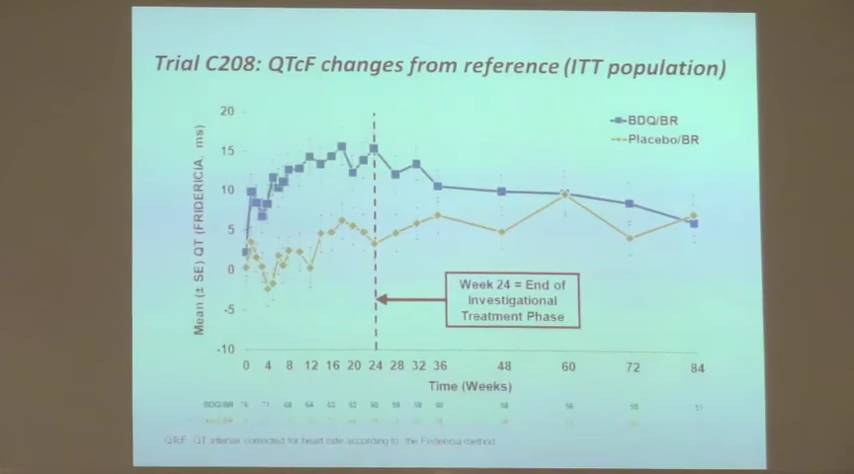 Trial C208: QTcF changes from reference (ITT population)
Mean (± SE) QT (FRIDERICIA, ms)
20
15
10
5
0
-5
-10
BDQ/BR
Placebo/BR
Week 24 = End of
Investigational
Treatment Phase
0 4 8 12 16 20 24 28 32 36 48 60 72 84
Time (Weeks)
BDQ/BR
QTcF QT interval corrected for heart rate according to the Fridericia method